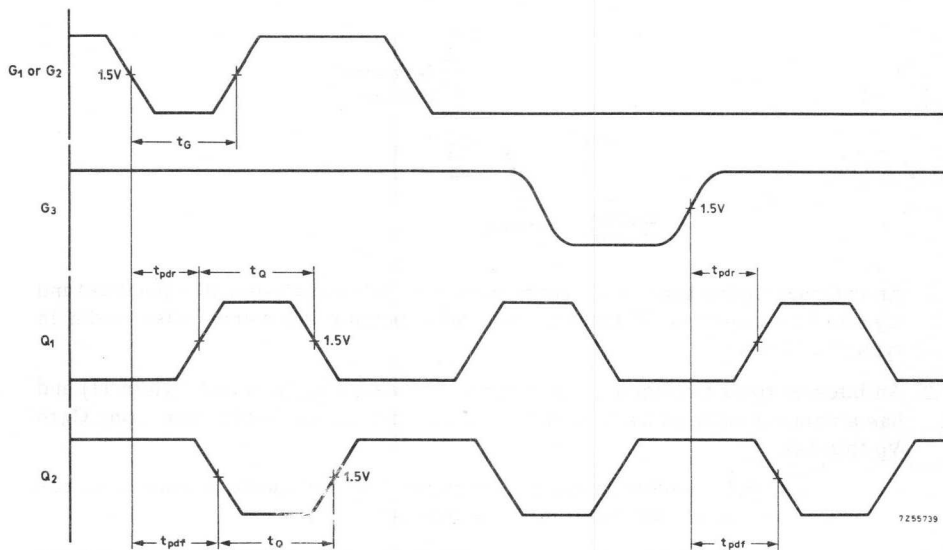 G1 or G2
1.5V
tG
G3
1.5V
tpdr
tQ
tpdr
Q1
1.5V
Q2
1.5V
7Z55739
tpdf
tQ
tpdf